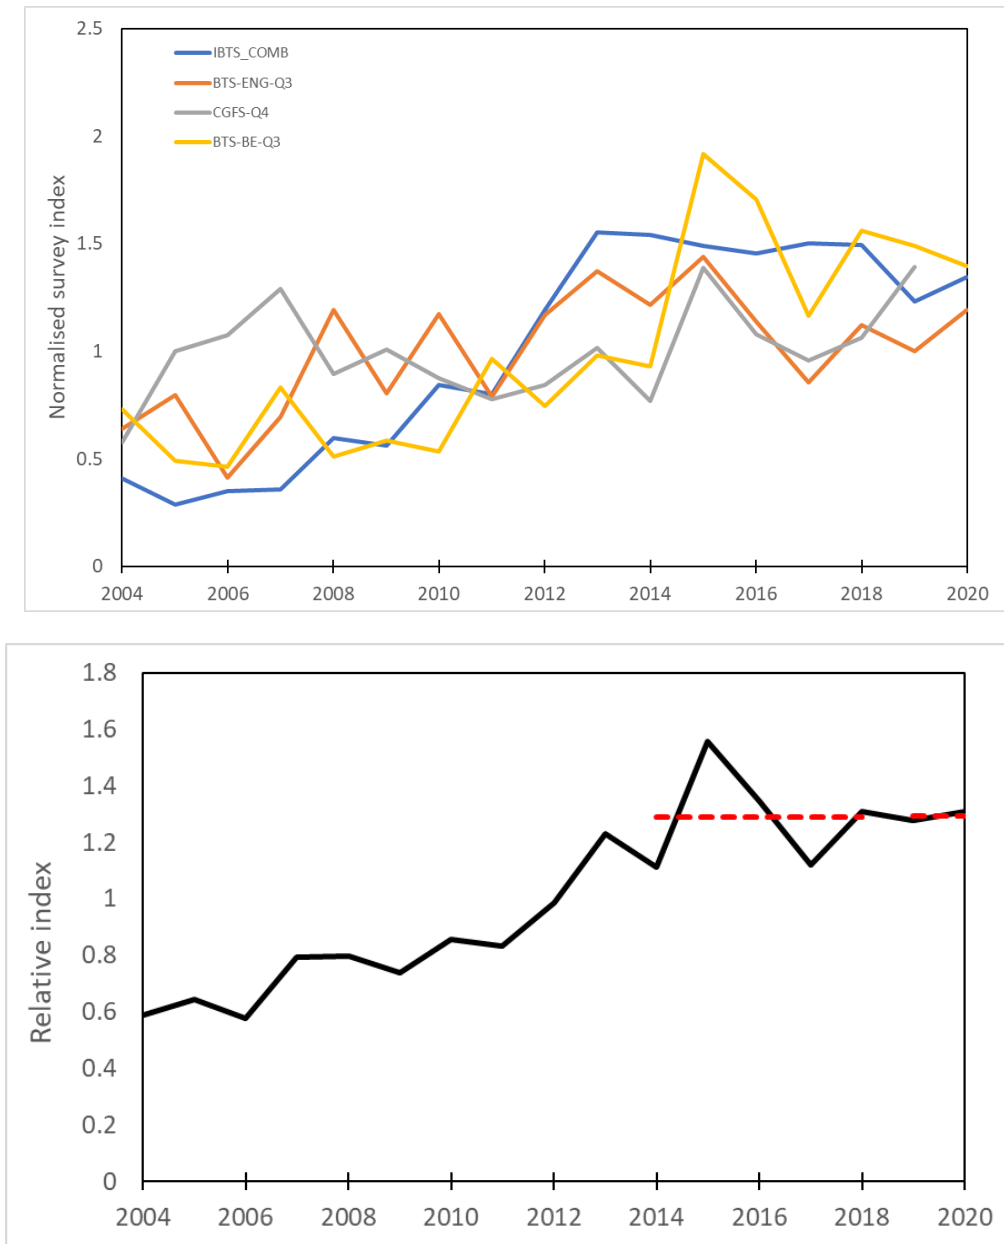 2.5
IBTS_COMB
BTS-ENG-Q3
CGFS-Q4
BTS-BE-Q3
2
1.5
1
0.5
0
Normalised survey index
2004 2006 2008 2010 2012 2014 2016 2018 2020
1.8
1.6
1.4
1.2
1
0.8
0.6
0.4
0.2
0
Relative index
2004 2006 2008 2010 2012 2014 2016 2018 2020